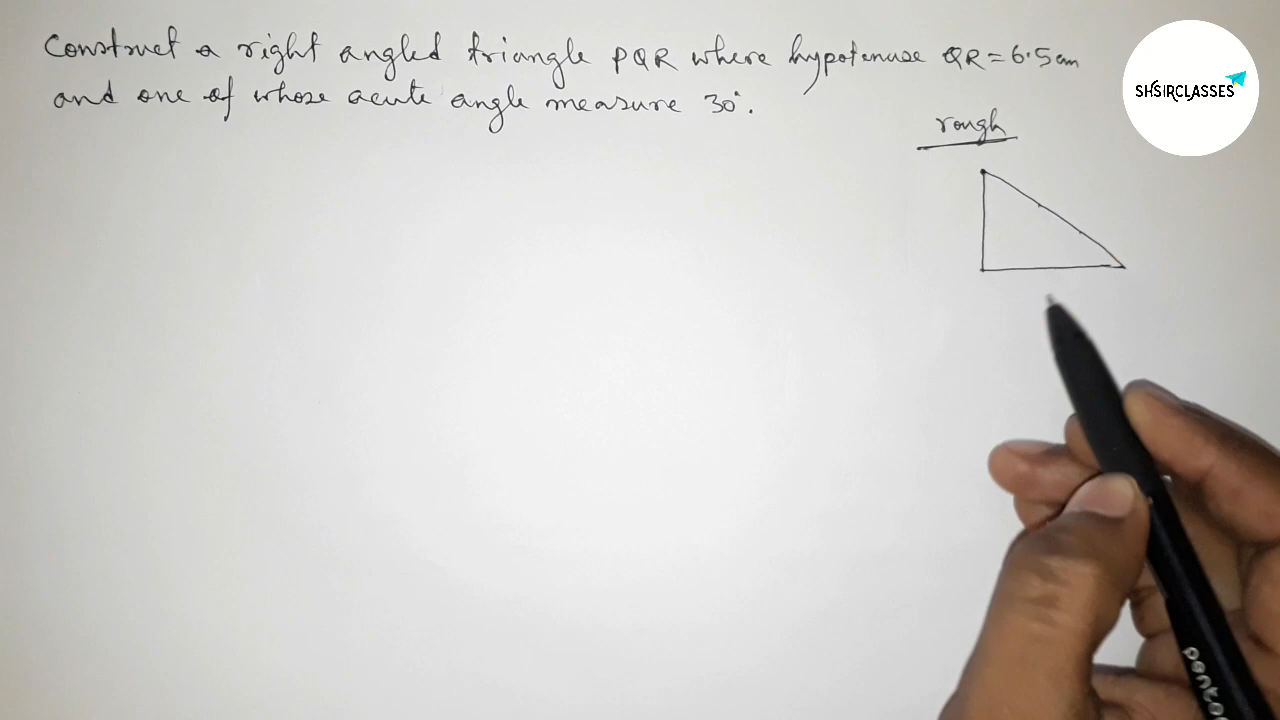 Construct a right angled triangle PQR where hypotenuse QR = 6.5 cm
and one of whose acute angle measure 30°.
rough
SHSIRCLASSES
pento